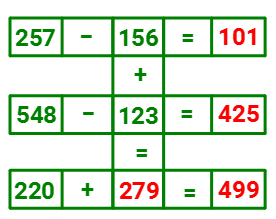 257 − 156 = 101
+
548 − 123 = 425
=
220 + 279 = 499